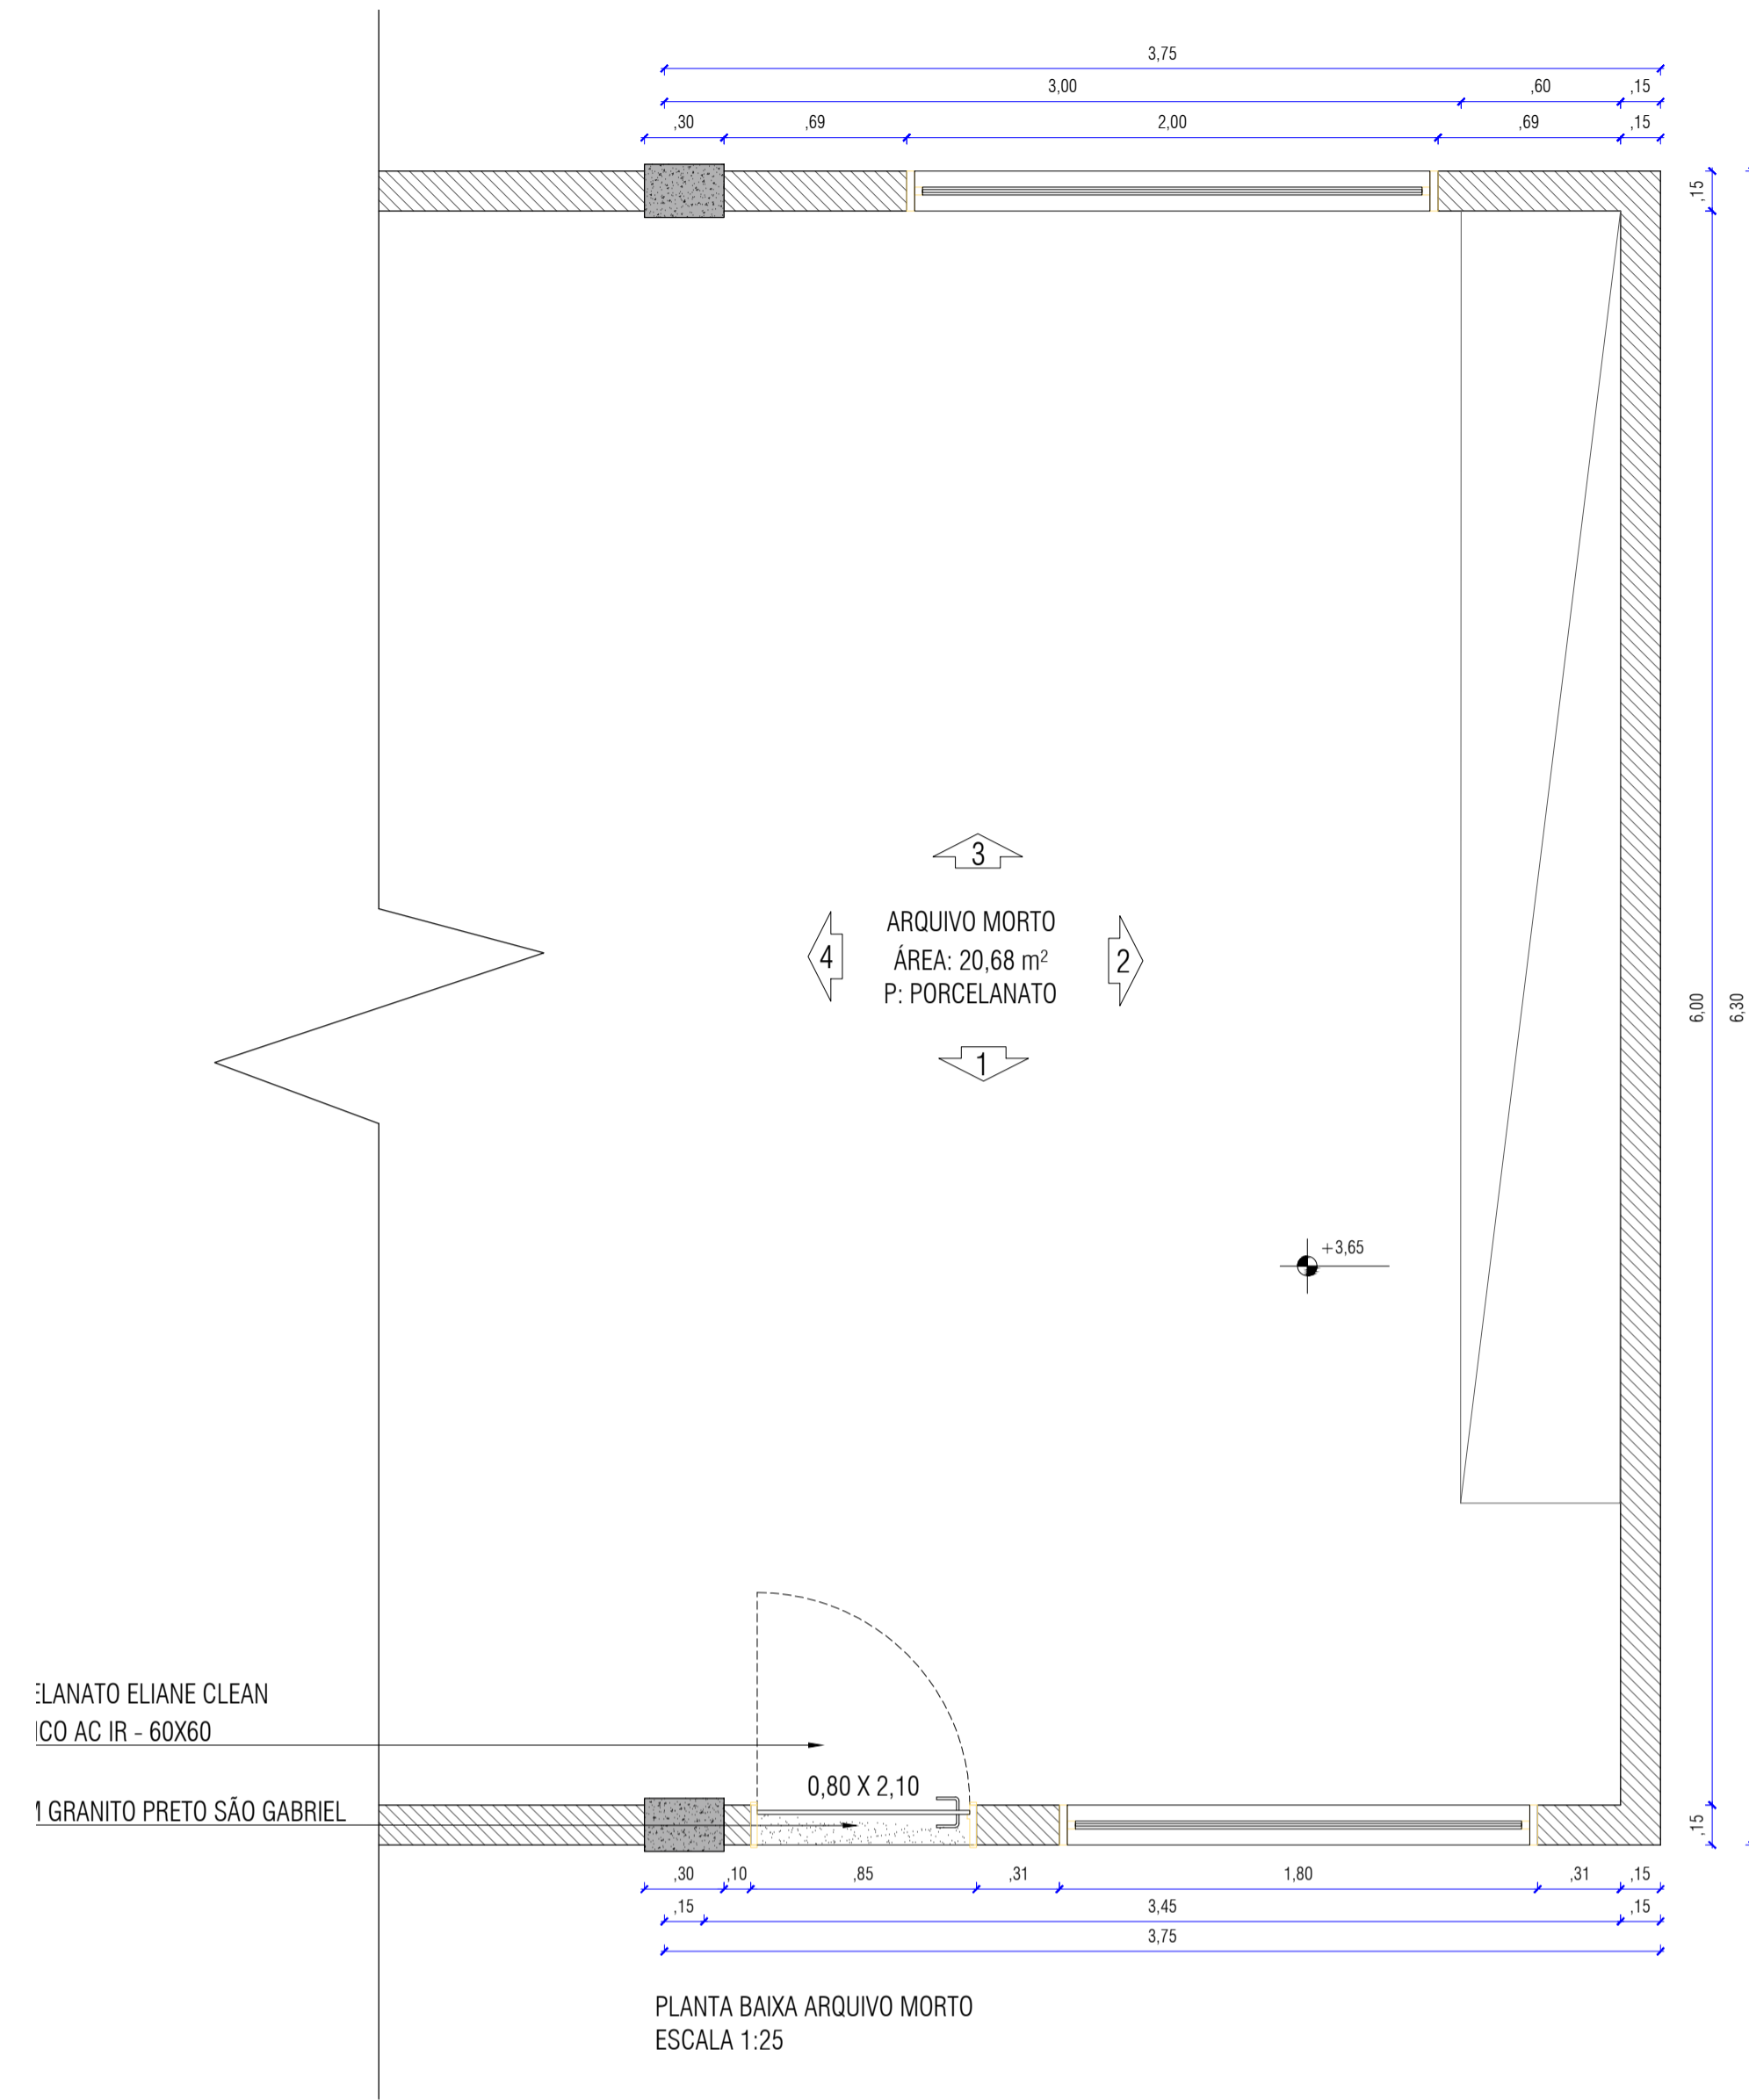 3,75
3,00 ,60 ,15
,30 ,69 2,00 ,69 ,15
,15
3
ARQUIVO MORTO
4 ÁREA: 20,68 m² 2
P: PORCELANATO
6,00 6,30
1
+3,65
ELANATO ELIANE CLEAN
CO AC IR - 60X60
0,80 X 2,10
GRANITO PRETO SÃO GABRIEL
,15
,30 ,10 ,85 ,31 1,80 ,31 ,15
,15 3,45 ,15
3,75
PLANTA BAIXA ARQUIVO MORTO
ESCALA 1:25